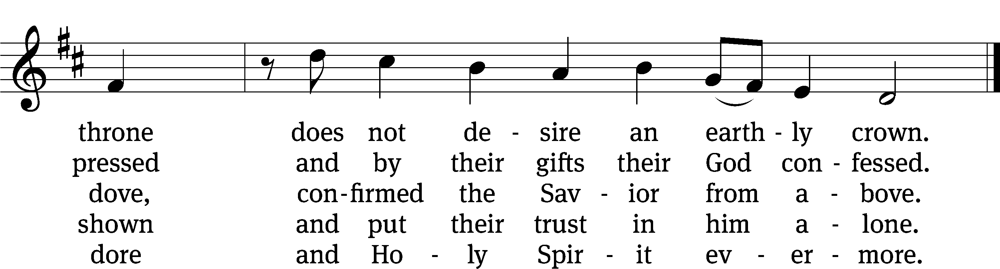 throne does not de - sire an earth - ly crown.
pressed and by their gifts their God con - fessed.
dove, con - firmed the Sav - ior from a - bove.
shown and put their trust in him a - lone.
dore and Ho - ly Spir - it ev - er - more.